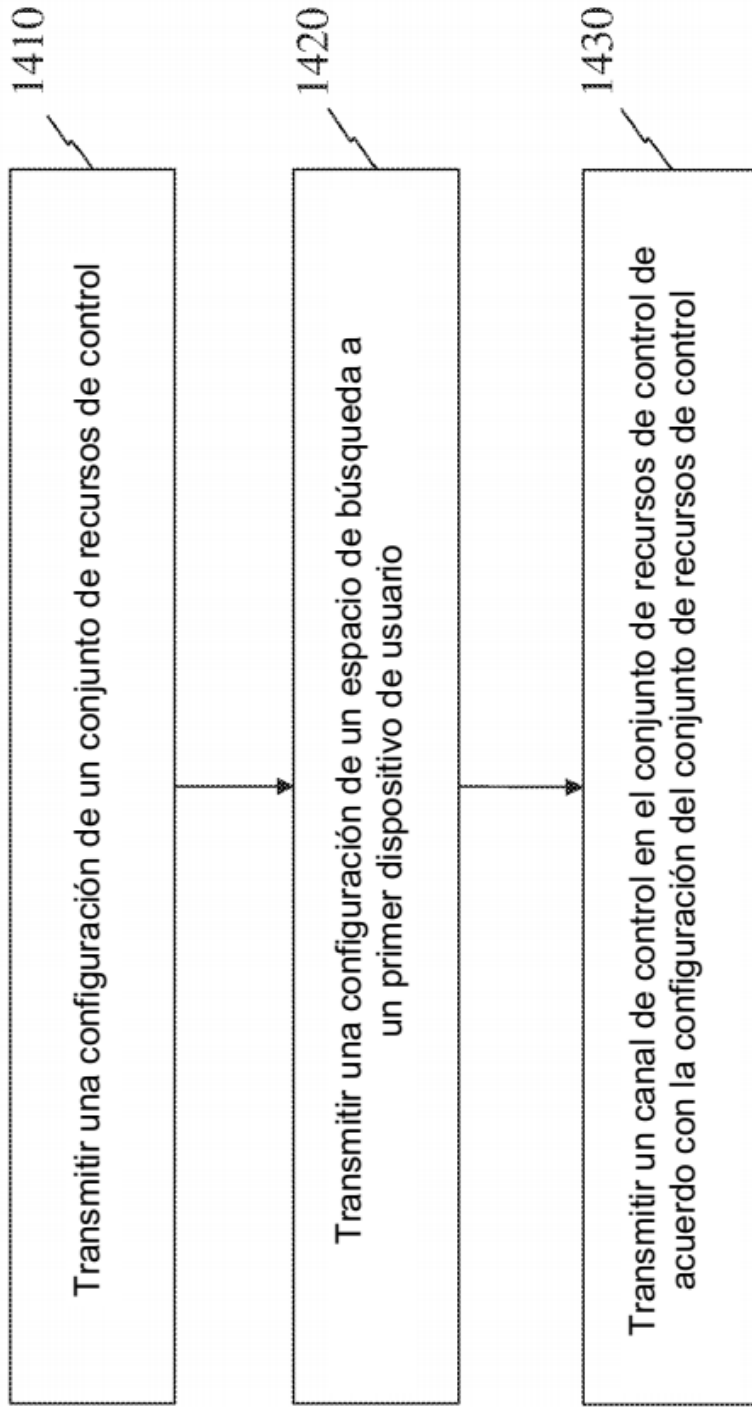 1410
Transmitir una configuración de un conjunto de recursos de control
1420
Transmitir una configuración de un espacio de búsqueda a
un primer dispositivo de usuario
1430
Transmitir un canal de control en el conjunto de recursos de control de
acuerdo con la configuración del conjunto de recursos de control